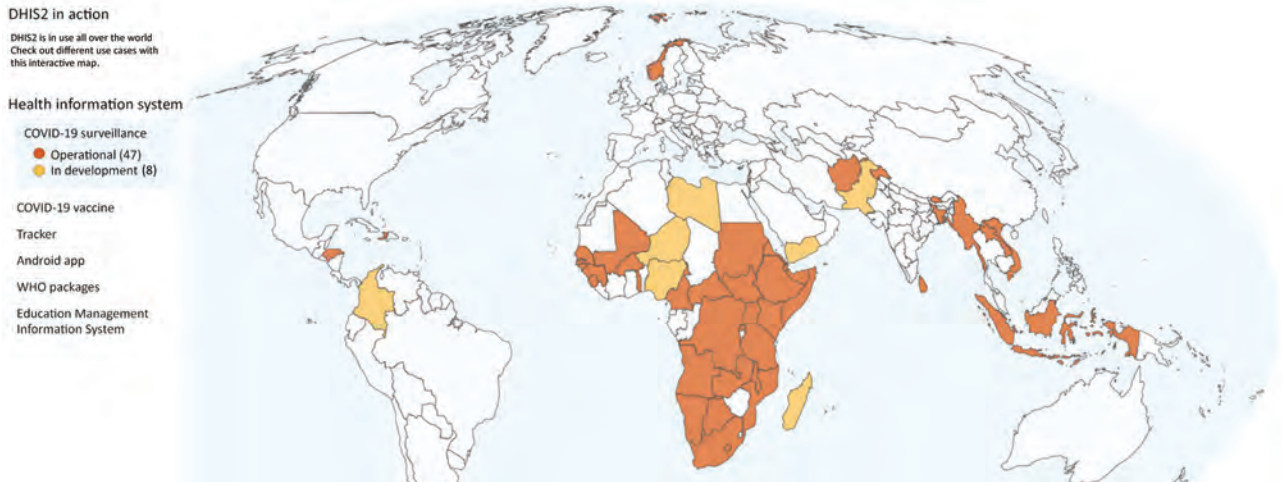 DHIS2 in action
DHIS2 is in use all over the world
Check out different use cases with
this interactive map.
Health information system
COVID-19 surveillance
Operational (47)
In development (8)
COVID-19 vaccine
Tracker
Android app
WHO packages
Education Management
Information System